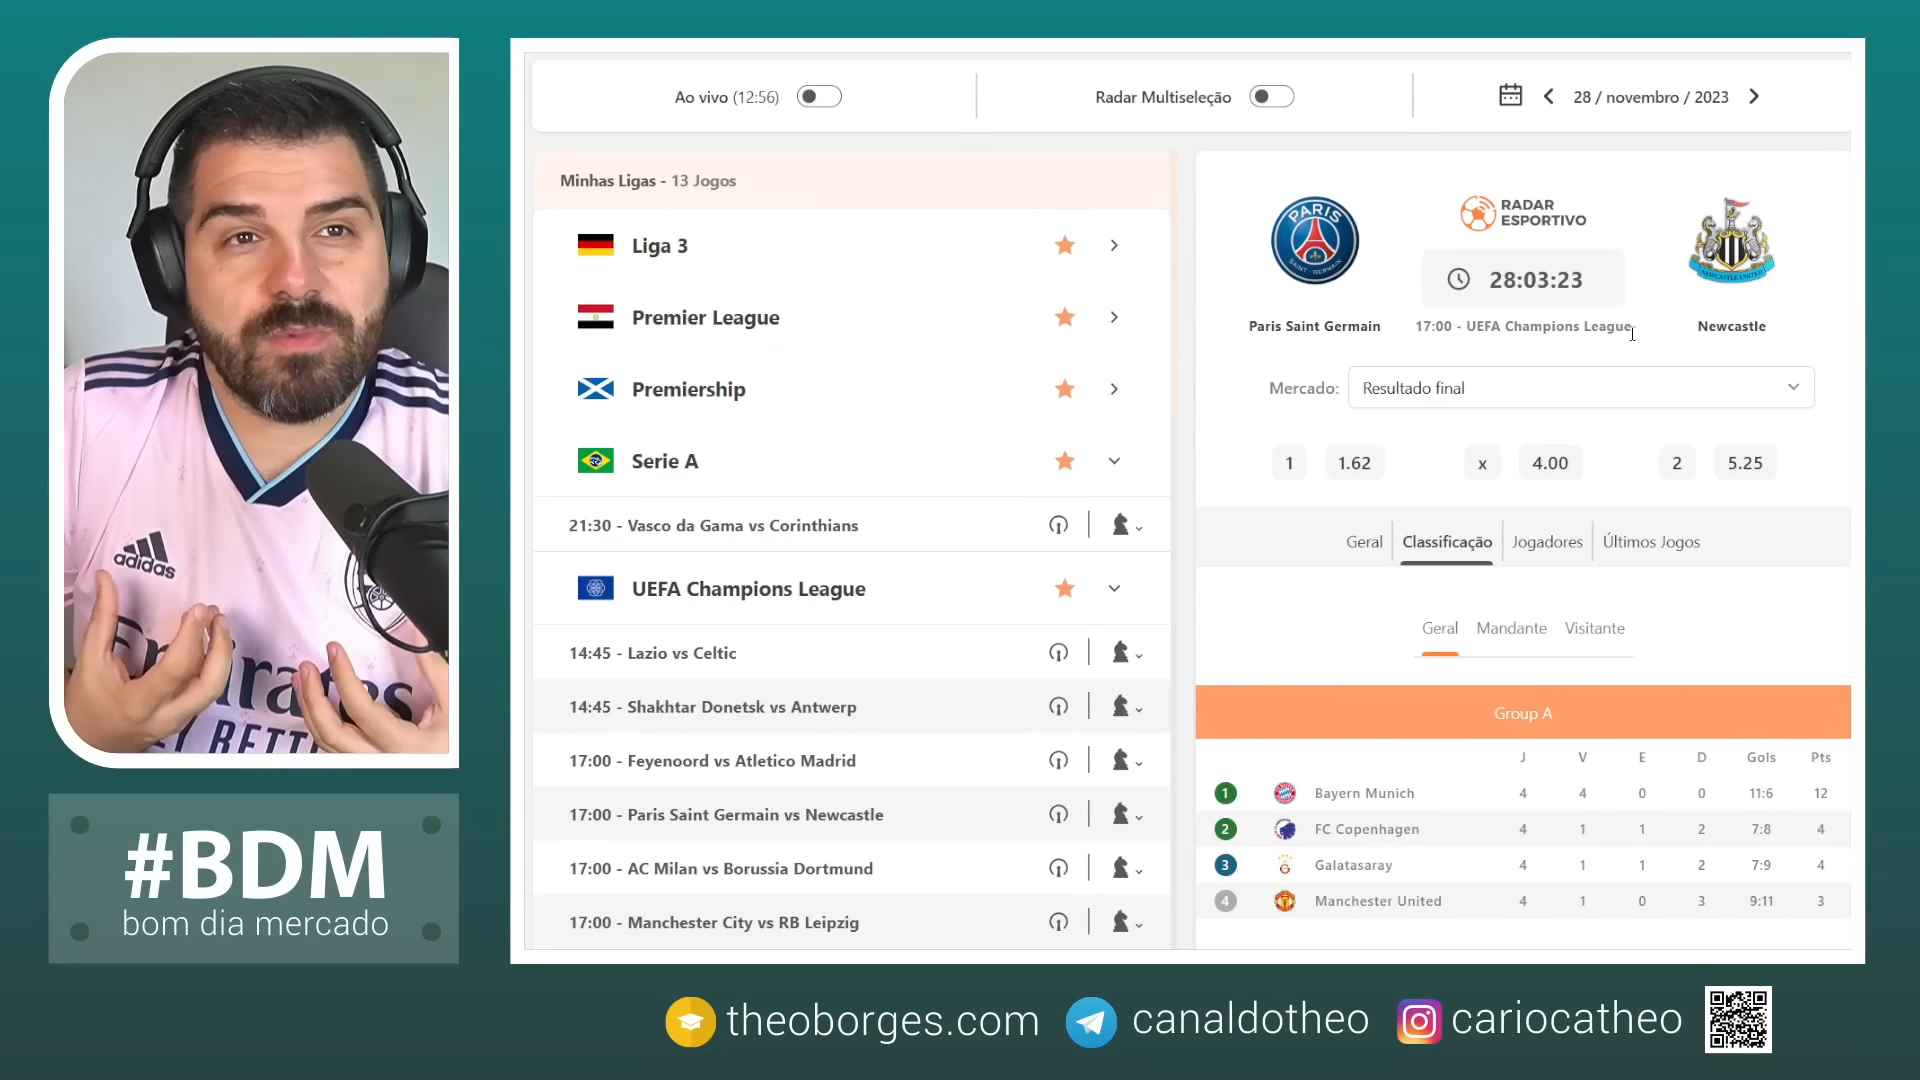 Ao vivo (12:56)
Radar Multiseleção
28 / novembro / 2023
Minhas Ligas - 13 Jogos
Liga 3
Premier League
Premiership
Serie A
21:30 - Vasco da Gama vs Corinthians
UEFA Champions League
14:45 - Lazio vs Celtic
14:45 - Shakhtar Donetsk vs Antwerp
17:00 - Feyenoord vs Atletico Madrid
17:00 - Paris Saint Germain vs Newcastle
17:00 - AC Milan vs Borussia Dortmund
17:00 - Manchester City vs RB Leipzig
PARIS
SAINT-GERMAIN
RADAR
ESPORTIVO
NEWCASTLE UNITED
28:03:23
Paris Saint Germain
17:00 - UEFA Champions League
Newcastle
Mercado: Resultado final
1 1.62 x 4.00 2 5.25
Geral Classificação Jogadores Últimos Jogos
Geral Mandante Visitante
Group A
J V E D Gols Pts
1 Bayern Munich 4 4 0 0 11:6 12
2 FC Copenhagen 4 1 1 2 7:8 4
3 Galatasaray 4 1 1 2 7:9 4
4 Manchester United 4 1 0 3 9:11 3
adidas
#BDM
bom dia mercado
theoborges.com
canaldotheo
cariocatheo